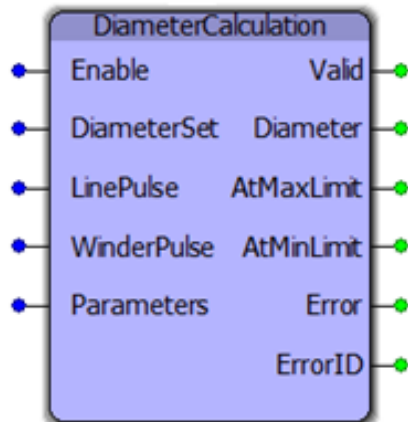 DiameterCalculation
Enable Valid
DiameterSet Diameter
LinePulse AtMaxLimit
WinderPulse AtMinLimit
Parameters Error
ErrorID